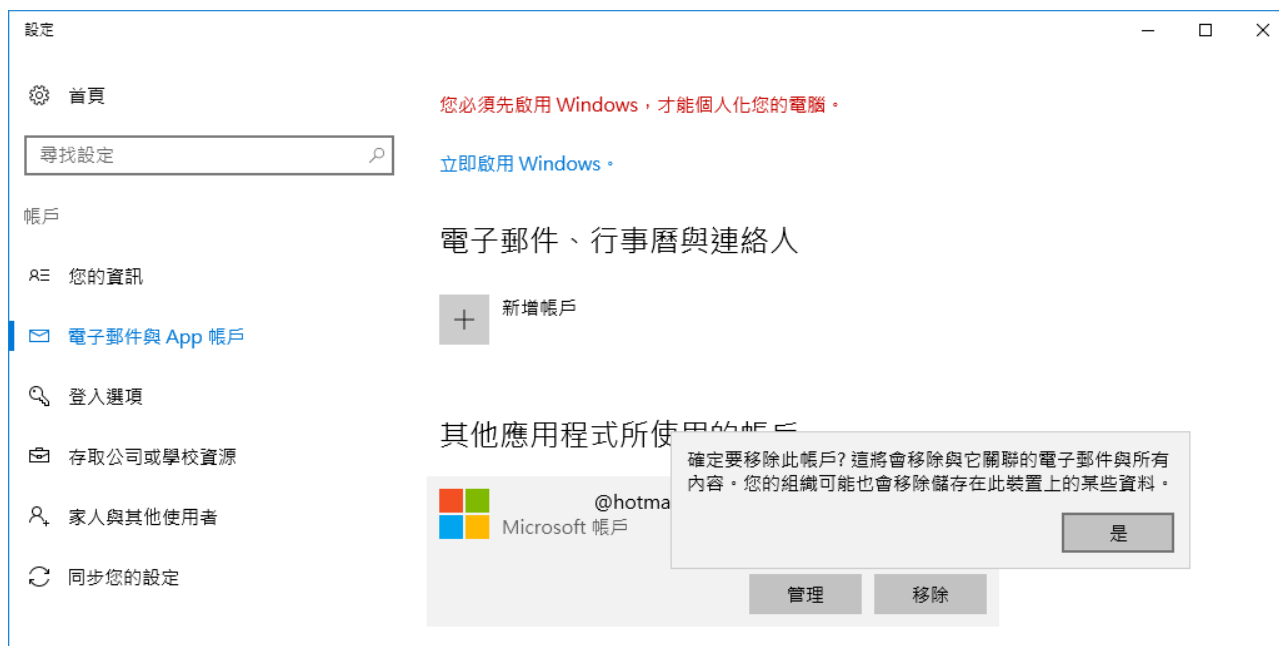 設定
首頁
尋找設定
帳戶
您的資訊
電子郵件與 App 帳戶
登入選項
存取公司或學校資源
家人與其他使用者
同步您的設定
您必須先啟用 Windows，才能個人化您的電腦。
立即啟用 Windows。
電子郵件、行事曆與連絡人
新增帳戶
其他應用程式所使用的帳戶
@hotma
Microsoft 帳戶
確定要移除此帳戶? 這將會移除與它關聯的電子郵件與所有
內容。您的組織可能也會移除儲存在此裝置上的某些資料。
是
管理
移除